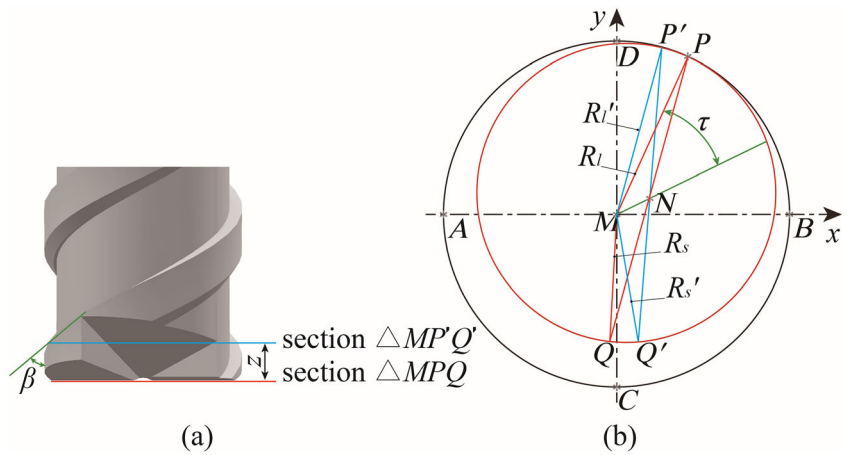 β
z
section △MP'Q'
section △MPQ
(a)
y
P'
P
D
R_l'
R_l
τ
M
N
A
B
x
R_s
R_s'
Q
Q'
C
(b)